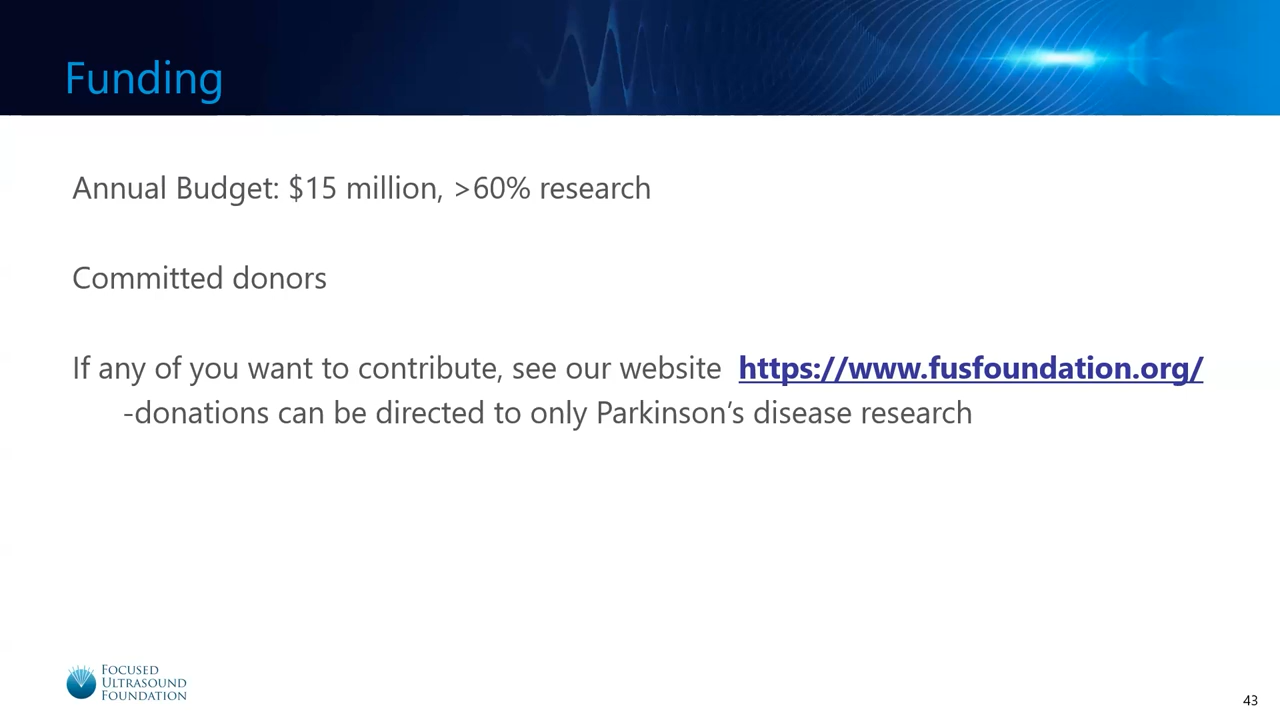 Funding
Annual Budget: $15 million, >60% research
Committed donors
If any of you want to contribute, see our website https://www.fusfoundation.org/
-donations can be directed to only Parkinson’s disease research
FOCUSED
ULTRASOUND
FOUNDATION
43